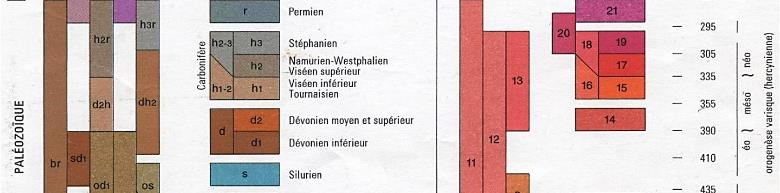 r Permien 21
h3r 295
20
h2-3 h3 Stéphanien 18 19
h2r 305
Namurien-Westphalien
h2 Viséen supérieur 13 17
Carbonifère
335
h1-2 h1 Viséen inférieur 16 15
Tournaisien
d2h dh2
355
d d2 Dévonien moyen et supérieur 14
390
d1 Dévonien inférieur 12
sd1 410
br 11
od1 os s Silurien
435
PALÉOZOÏQUE
éo méso néo
orogenèse varisque (hercynienne)